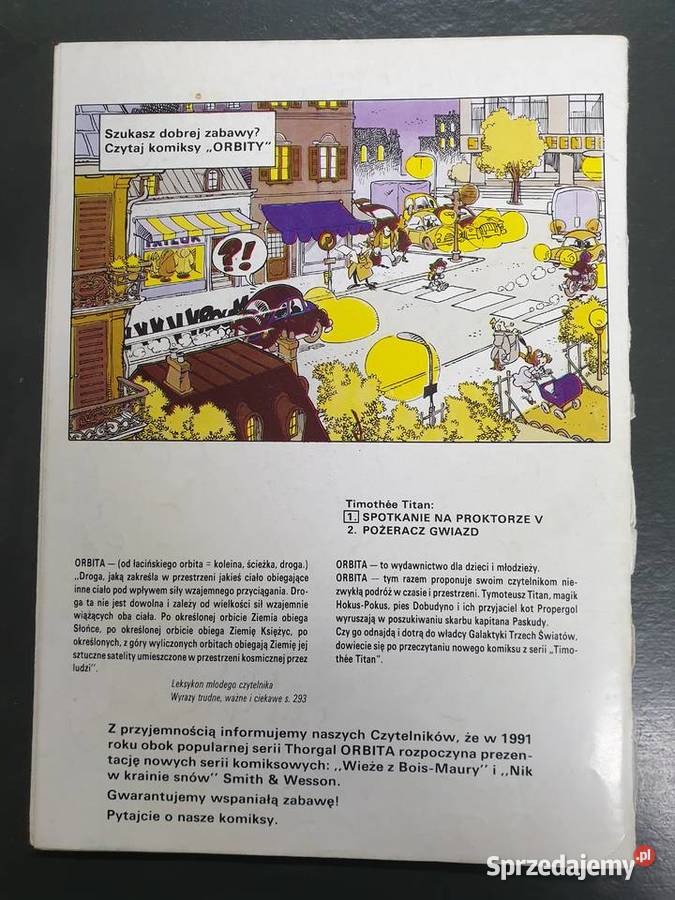 Szukasz dobrej zabawy?
Czytaj komiksy „ORBITY"
?!
Timothée Titan:
1. SPOTKANIE NA PROKTORZE V
2. POŻERACZ GWIAZD
ORBITA — (od łacińskiego orbita = koleina, ścieżka, droga.)
„Droga, jaką zakreśla w przestrzeni jakieś ciało obiegające
inne ciało pod wpływem siły wzajemnego przyciągania. Dro-
ga ta nie jest dowolna i zależy od wielkości sił wzajemnie
wiążących oba ciała. Po określonej orbicie Ziemia obiega
Słońce, po określonej orbicie obiega Ziemię Księżyc, po
określonych, z góry wyliczonych orbitach obiegają Ziemię jej
sztuczne satelity umieszczone w przestrzeni kosmicznej przez
ludzi".
Leksykon młodego czytelnika
Wyrazy trudne, ważne i ciekawe s. 293
ORBITA — to wydawnictwo dla dzieci i młodzieży.
ORBITA — tym razem proponuje swoim czytelnikom nie-
zwykłą podróż w czasie i przestrzeni. Tymoteusz Titan, magik
Hokus-Pokus, pies Dobudyno i ich przyjaciel kot Propergol
wyruszają w poszukiwaniu skarbu kapitana Paskudy.
Czy go odnajdą i dotrą do władcy Galaktyki Trzech Światów,
dowiecie się po przeczytaniu nowego komiksu z serii „Timo-
thée Titan".
Z przyjemnością informujemy naszych Czytelników, że w 1991
roku obok popularnej serii Thorgal ORBITA rozpoczyna prezen-
tację nowych serii komiksowych: „Wieże z Bois-Maury" i „Nik
w krainie snów" Smith & Wesson.
Gwarantujemy wspaniałą zabawę!
Pytajcie o nasze komiksy.
Sprzedajemy.pl